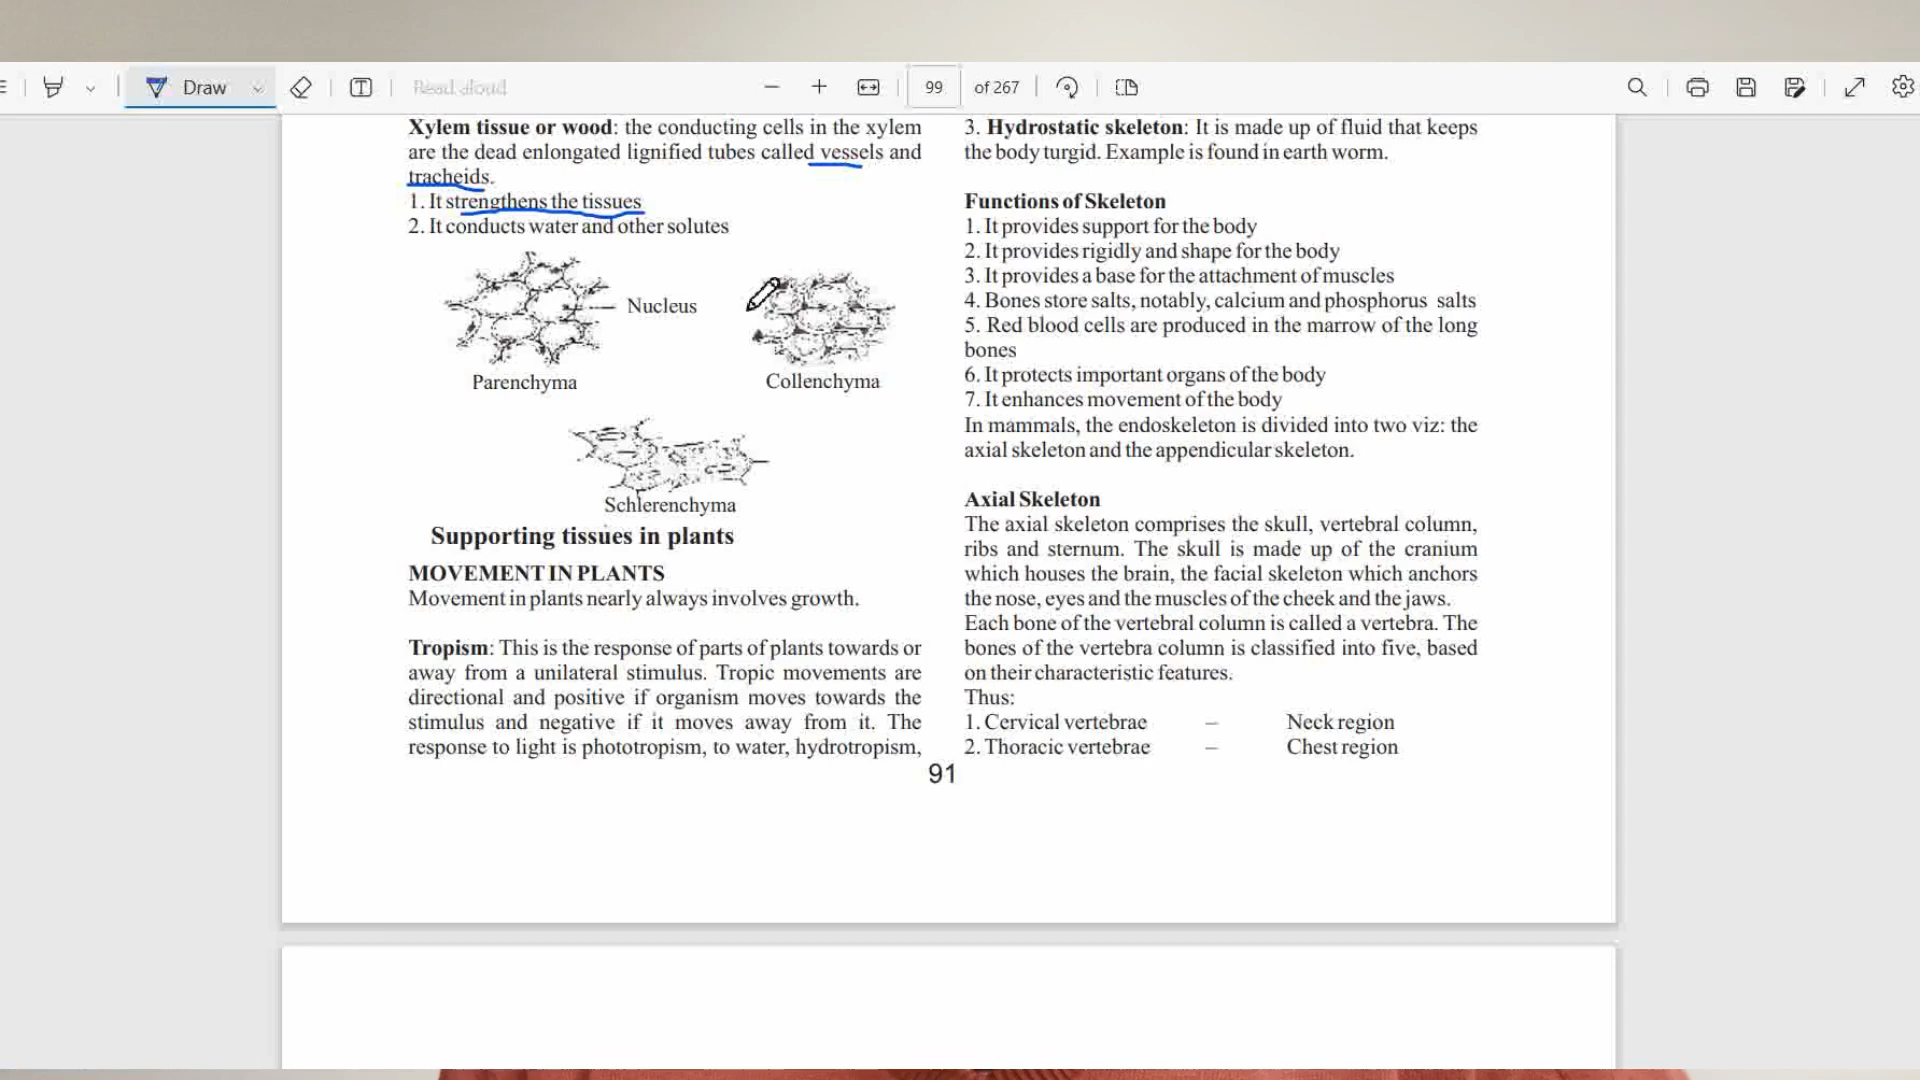 Draw
Read aloud
99 of 267
Xylem tissue or wood: the conducting cells in the xylem
are the dead enlongated lignified tubes called vessels and
tracheids.
1. It strengthens the tissues
2. It conducts water and other solutes
Nucleus
Parenchyma
Collenchyma
Schlerenchyma
Supporting tissues in plants
MOVEMENT IN PLANTS
Movement in plants nearly always involves growth.
Tropism: This is the response of parts of plants towards or
away from a unilateral stimulus. Tropic movements are
directional and positive if organism moves towards the
stimulus and negative if it moves away from it. The
response to light is phototropism, to water, hydrotropism,
3. Hydrostatic skeleton: It is made up of fluid that keeps
the body turgid. Example is found in earth worm.
Functions of Skeleton
1. It provides support for the body
2. It provides rigidly and shape for the body
3. It provides a base for the attachment of muscles
4. Bones store salts, notably, calcium and phosphorus salts
5. Red blood cells are produced in the marrow of the long
bones
6. It protects important organs of the body
7. It enhances movement of the body
In mammals, the endoskeleton is divided into two viz: the
axial skeleton and the appendicular skeleton.
Axial Skeleton
The axial skeleton comprises the skull, vertebral column,
ribs and sternum. The skull is made up of the cranium
which houses the brain, the facial skeleton which anchors
the nose, eyes and the muscles of the cheek and the jaws.
Each bone of the vertebral column is called a vertebra. The
bones of the vertebra column is classified into five, based
on their characteristic features.
Thus:
1. Cervical vertebrae – Neck region
2. Thoracic vertebrae – Chest region
91